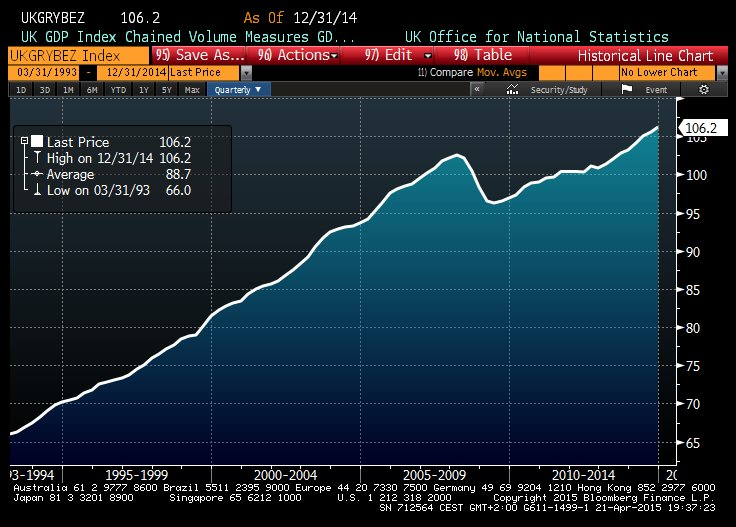 UKGRYBEZ 106.2 As Of 12/31/14
UK GDP Index Chained Volume Measures GD... UK Office for National Statistics
UKGRYBEZ Index 95) Save As... 96) Actions 97) Edit 98) Table Historical Line Chart
03/31/1993 - 12/31/2014 Last Price 11) Compare Mov. Avgs No Lower Chart
1D 3D 1M 6M YTD 1Y 5Y Max Quarterly ▼ « Security/Study Event
Last Price 106.2
High on 12/31/14 106.2
Average 88.7
Low on 03/31/93 66.0
106.2
105
100
95
90
85
80
75
70
65
93-1994 1995-1999 2000-2004 2005-2009 2010-2014 20
Australia 61 2 9777 8600 Brazil 5511 2395 9000 Europe 44 20 7330 7500 Germany 49 69 9204 1210 Hong Kong 852 2977 6000
Japan 81 3 3201 8900 Singapore 65 6212 1000 U.S. 1 212 318 2000 Copyright 2015 Bloomberg Finance L.P.
SN 712564 CEST GMT+2:00 G611-1499-1 21-Apr-2015 19:37:23